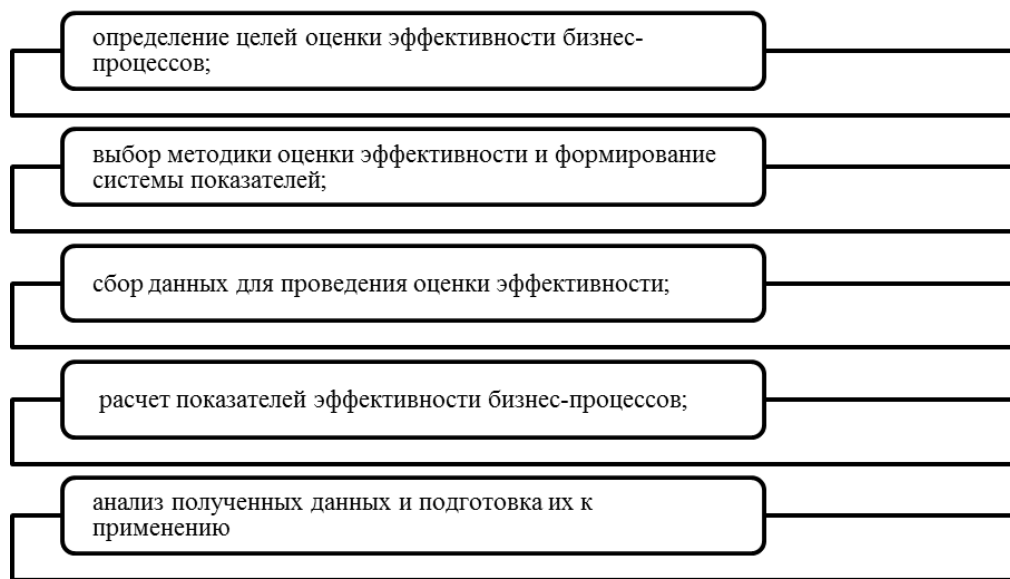 определение целей оценки эффективности бизнес-
процессов;
выбор методики оценки эффективности и формирование
системы показателей;
сбор данных для проведения оценки эффективности;
расчет показателей эффективности бизнес-процессов;
анализ полученных данных и подготовка их к
применению